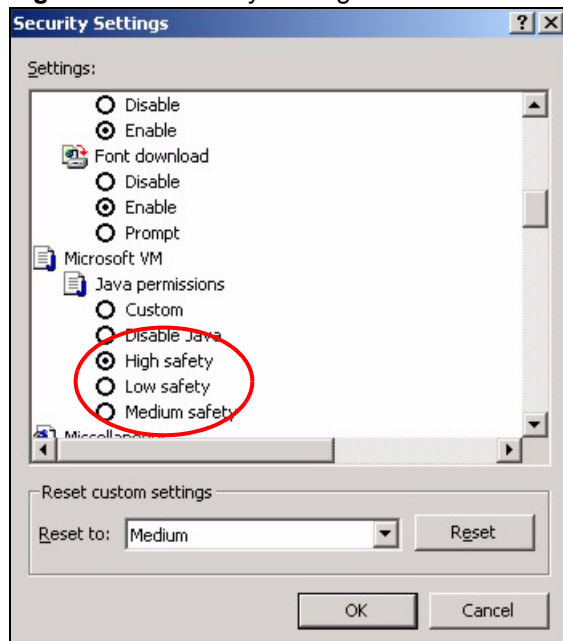 Security Settings
Settings:
Disable
Enable
Font download
Disable
Enable
Prompt
Microsoft VM
Java permissions
Custom
Disable Java
High safety
Low safety
Medium safety
Reset custom settings
Reset to: Medium Reset
OK Cancel